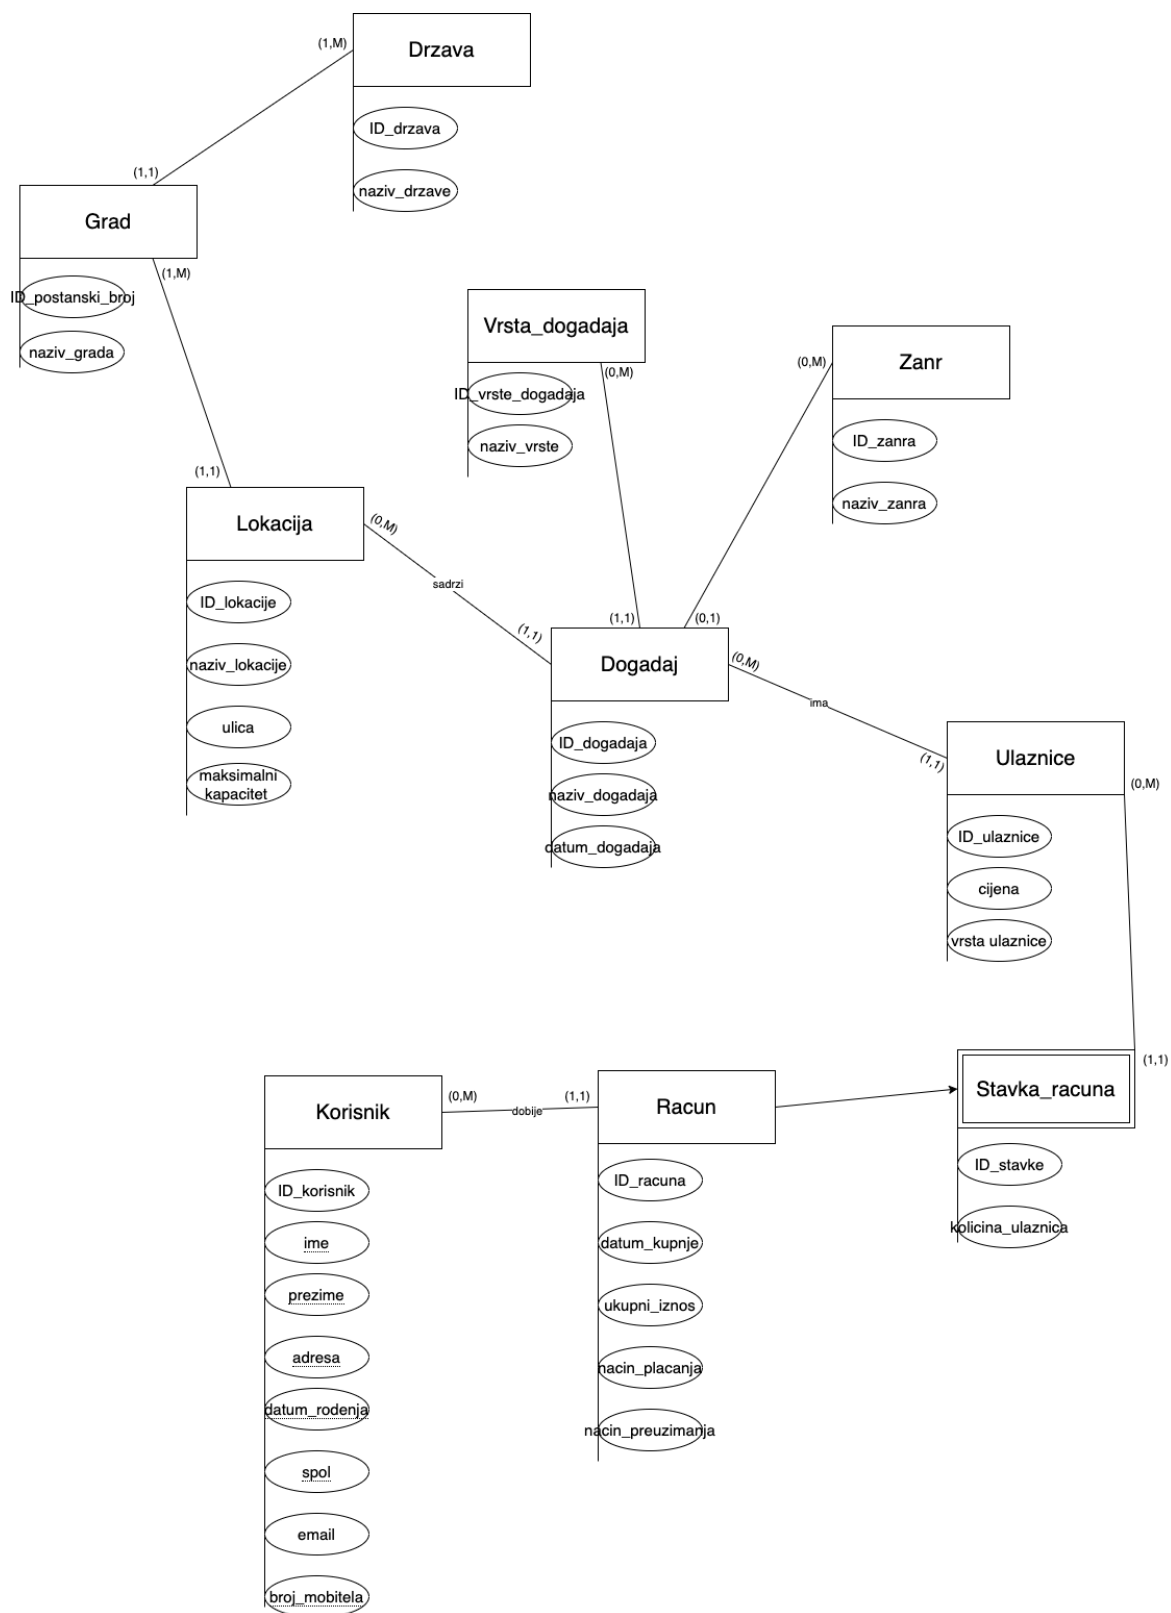 Drzava
(1,M)
ID_drzava
naziv_drzave
(1,1)
Grad
(1,M)
ID_postanski_broj
naziv_grada
Vrsta_dogadaja
(0,M)
ID_vrste_dogadaja
naziv_vrste
Zanr
(0,M)
ID_zanra
naziv_zanra
(1,1)
Lokacija
(0,M)
sadrzi
(1,1)
ID_lokacije
naziv_lokacije
ulica
maksimalni
kapacitet
(1,1)
(0,1)
Dogadaj
(0,M)
ima
(1,1)
ID_dogadaja
naziv_dogadaja
datum_dogadaja
Ulaznice
(0,M)
ID_ulaznice
cijena
vrsta ulaznice
(1,1)
Korisnik
(0,M)
dobije
(1,1)
Racun
Stavka_racuna
ID_korisnik
ime
prezime
adresa
datum_rodenja
spol
email
broj_mobitela
ID_racuna
datum_kupnje
ukupni_iznos
nacin_placanja
nacin_preuzimanja
ID_stavke
kolicina_ulaznica